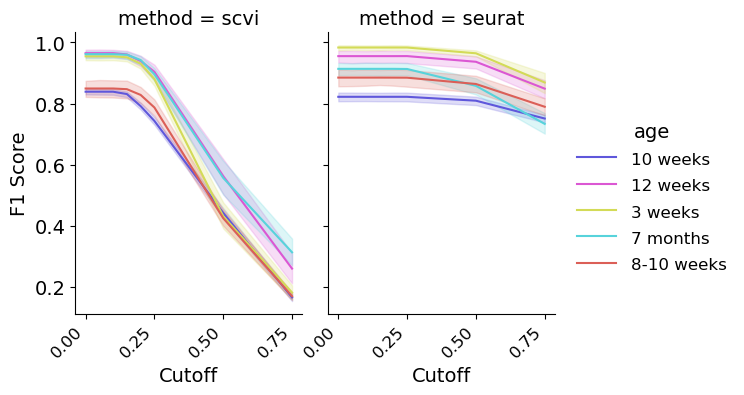 method = scvi
method = seurat
1.0
0.8
0.6
0.4
0.2
F1 Score
0.00
0.25
0.50
0.75
0.00
0.25
0.50
0.75
Cutoff
Cutoff
age
10 weeks
12 weeks
3 weeks
7 months
8-10 weeks